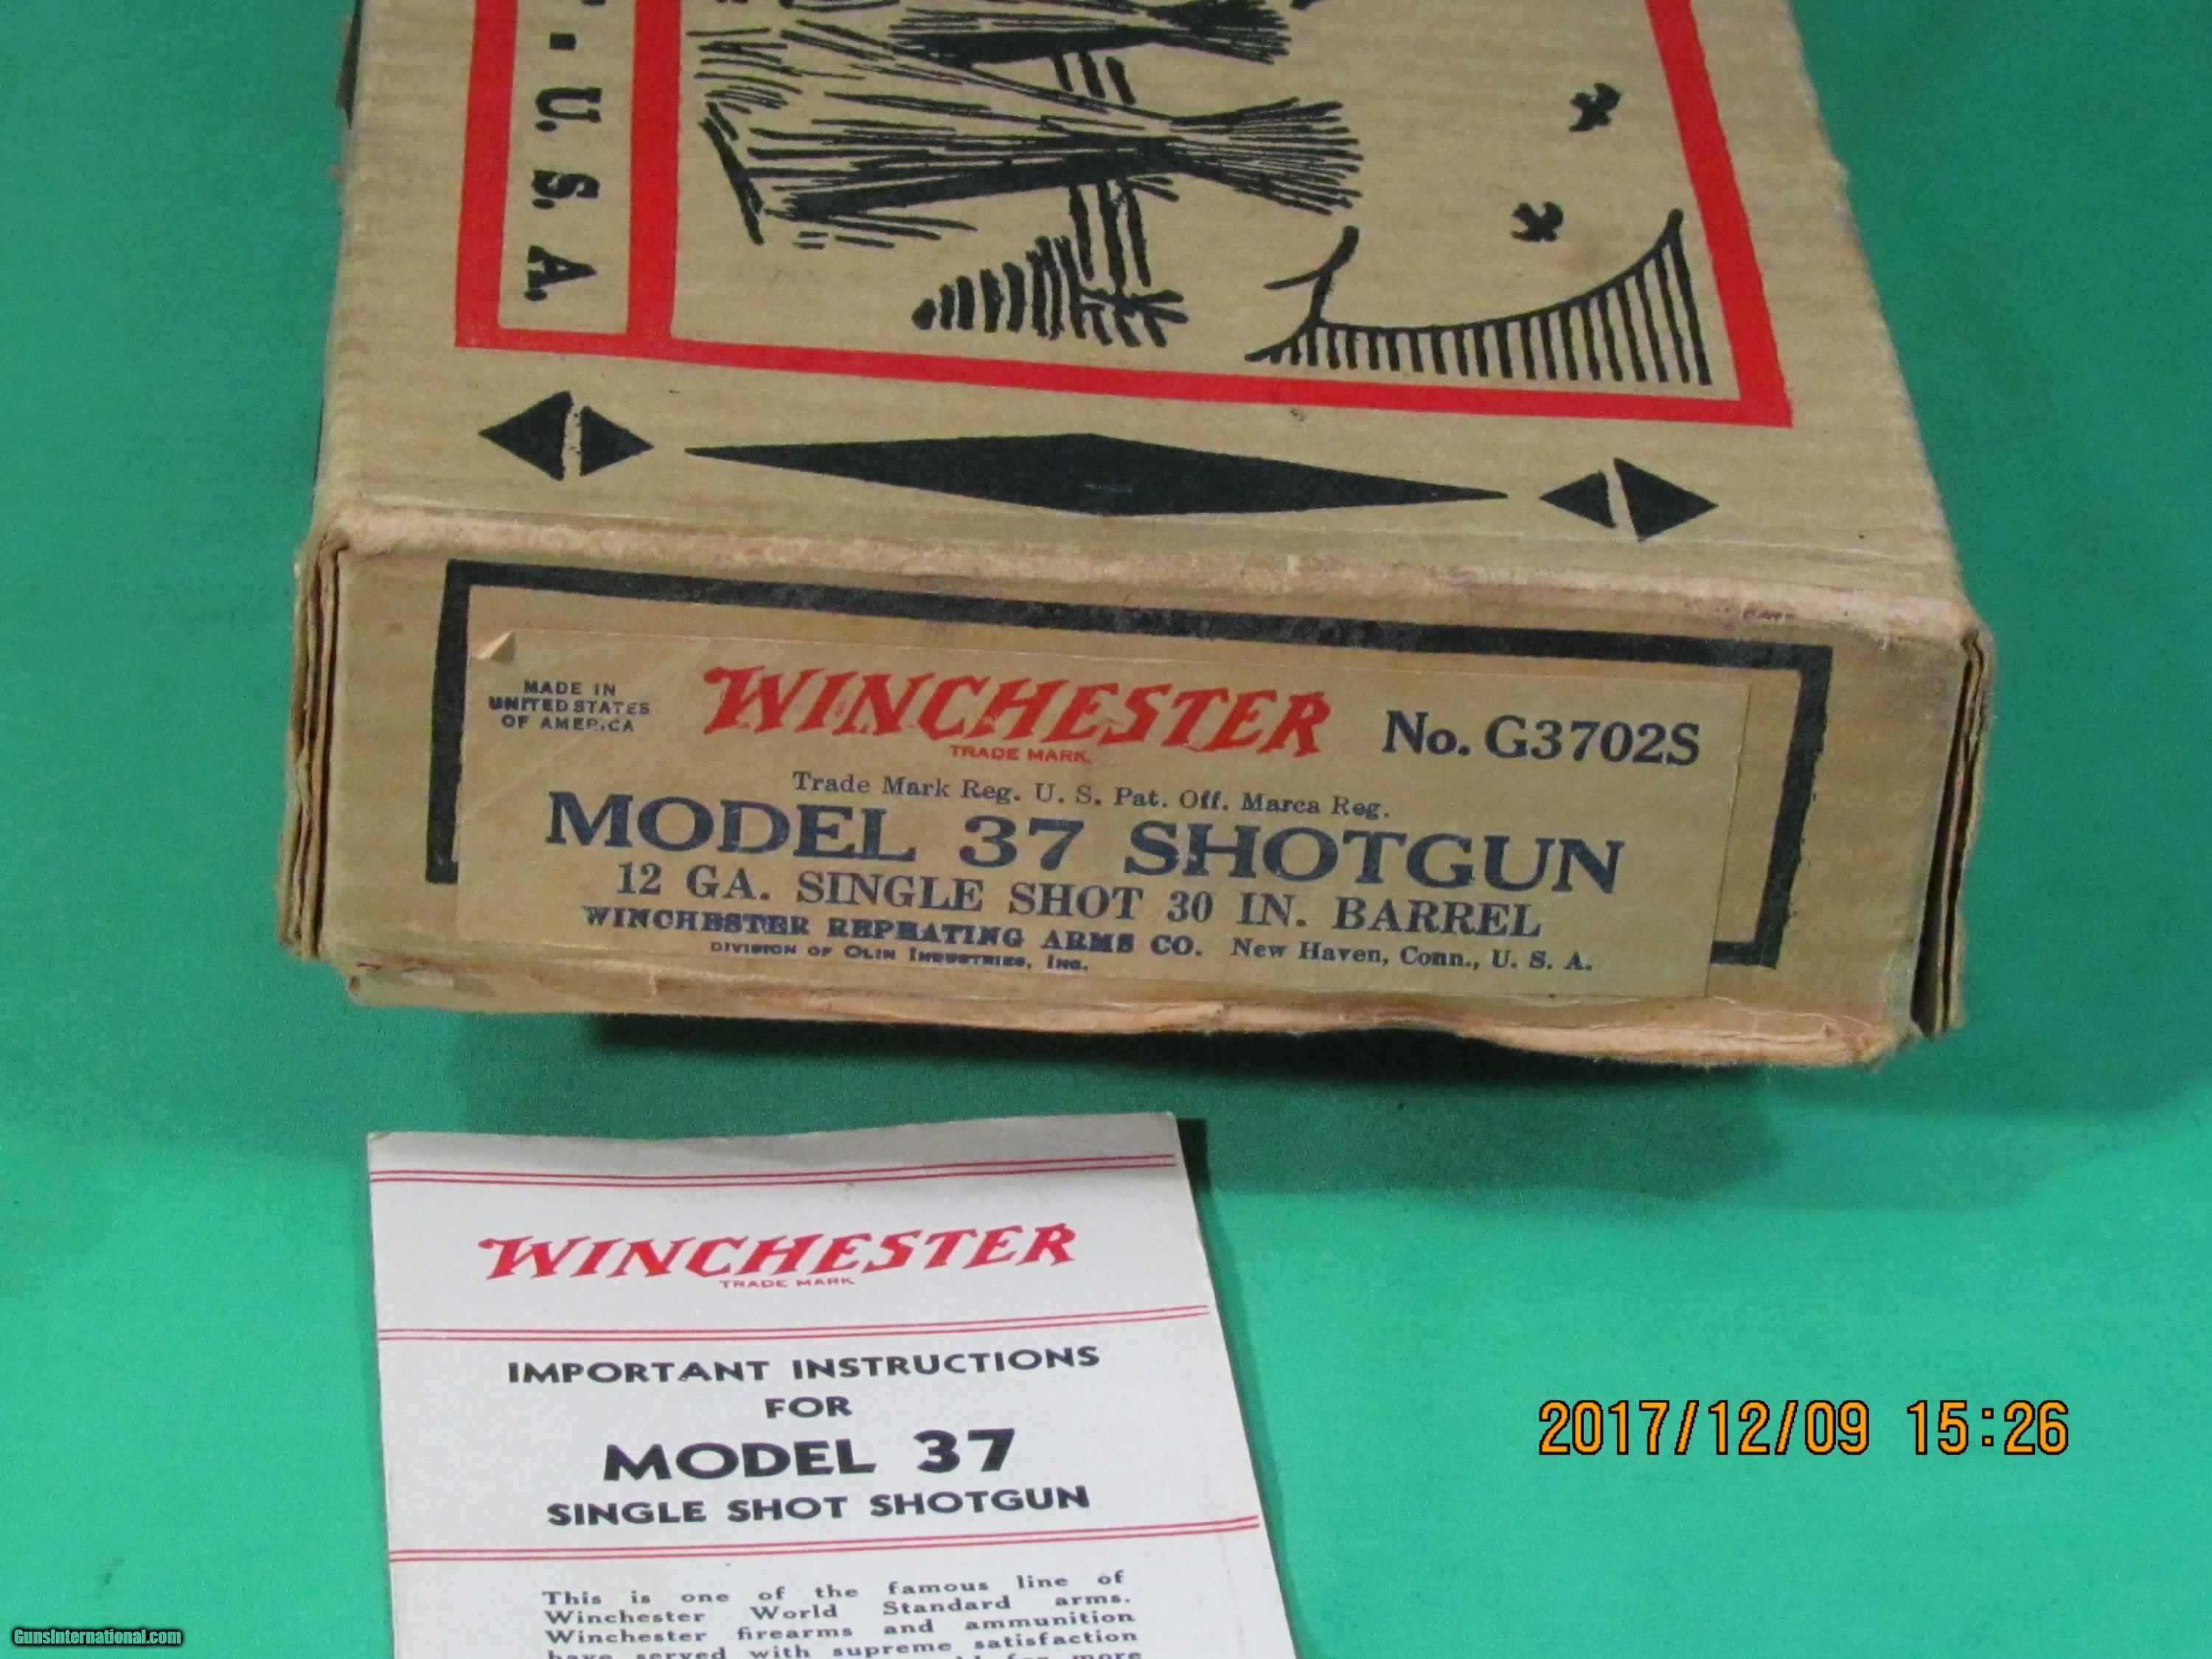 - U. S. A.
MADE IN
UNITED STATES
OF AMERICA
WINCHESTER
TRADE MARK
No. G3702S
Trade Mark Reg. U. S. Pat. Off. Marca Reg.
MODEL 37 SHOTGUN
12 GA. SINGLE SHOT 30 IN. BARREL
WINCHESTER REPEATING ARMS CO. New Haven, Conn., U. S. A.
DIVISION OF OLIN INDUSTRIES, INC.
WINCHESTER
TRADE MARK
IMPORTANT INSTRUCTIONS
FOR
MODEL 37
SINGLE SHOT SHOTGUN
This is one of the famous line of
Winchester World Standard arms.
Winchester firearms and ammunition
have served with supreme satisfaction
for more
2017/12/09 15:26
GunsInternational.com